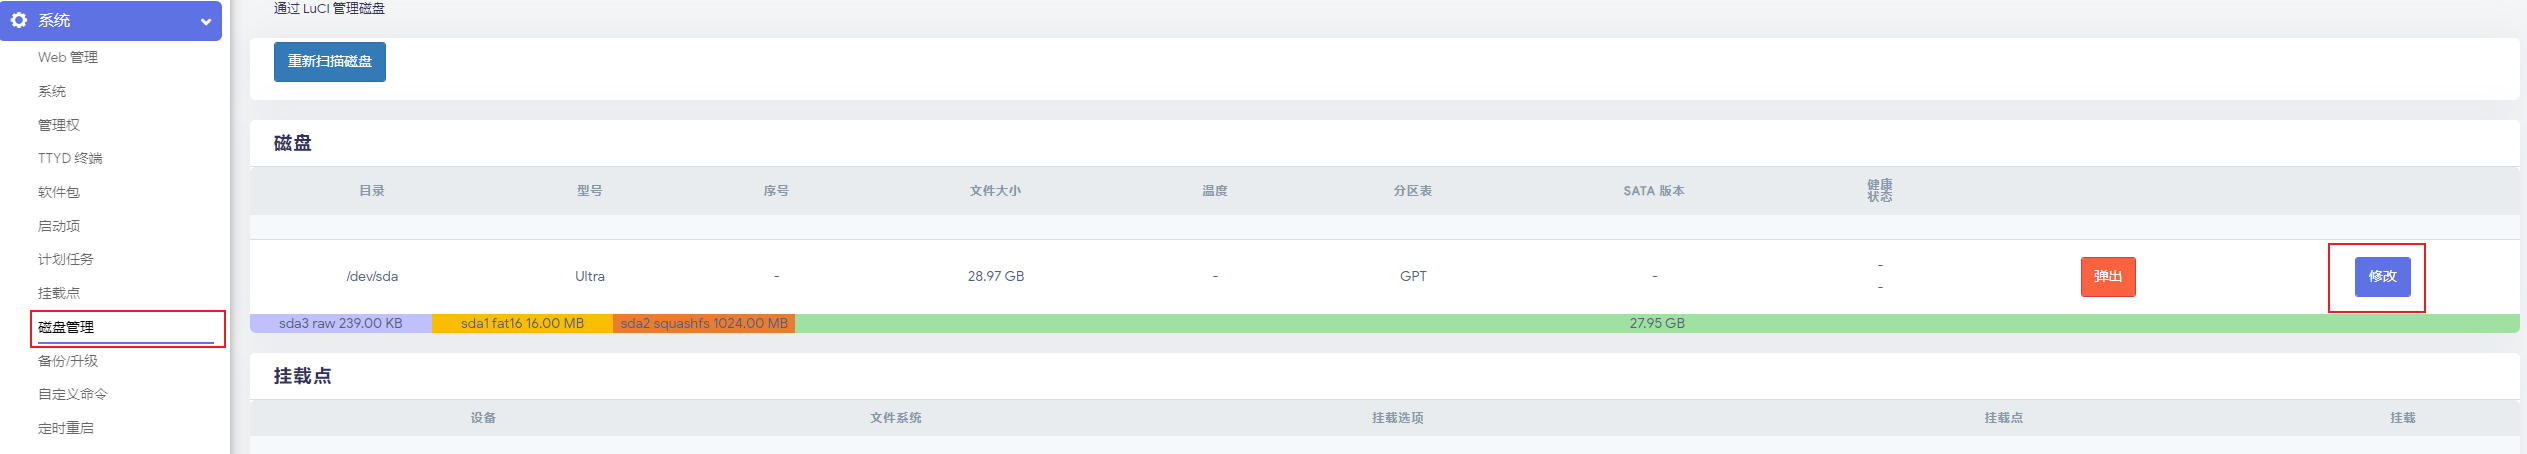 系统
Web 管理
系统
管理权
TTYD 终端
软件包
启动项
计划任务
挂载点
磁盘管理
备份/升级
自定义命令
定时重启
通过 LuCI 管理磁盘
重新扫描磁盘
磁盘
目录 型号 序号 文件大小 温度 分区表 SATA 版本 健康
状态
/dev/sda Ultra - 28.97 GB - GPT - - 弹出 修改
-
sda3 raw 239.00 KB sda1 fat16 16.00 MB sda2 squashfs 1024.00 MB 27.95 GB
挂载点
设备 文件系统 挂载选项 挂载点 挂载